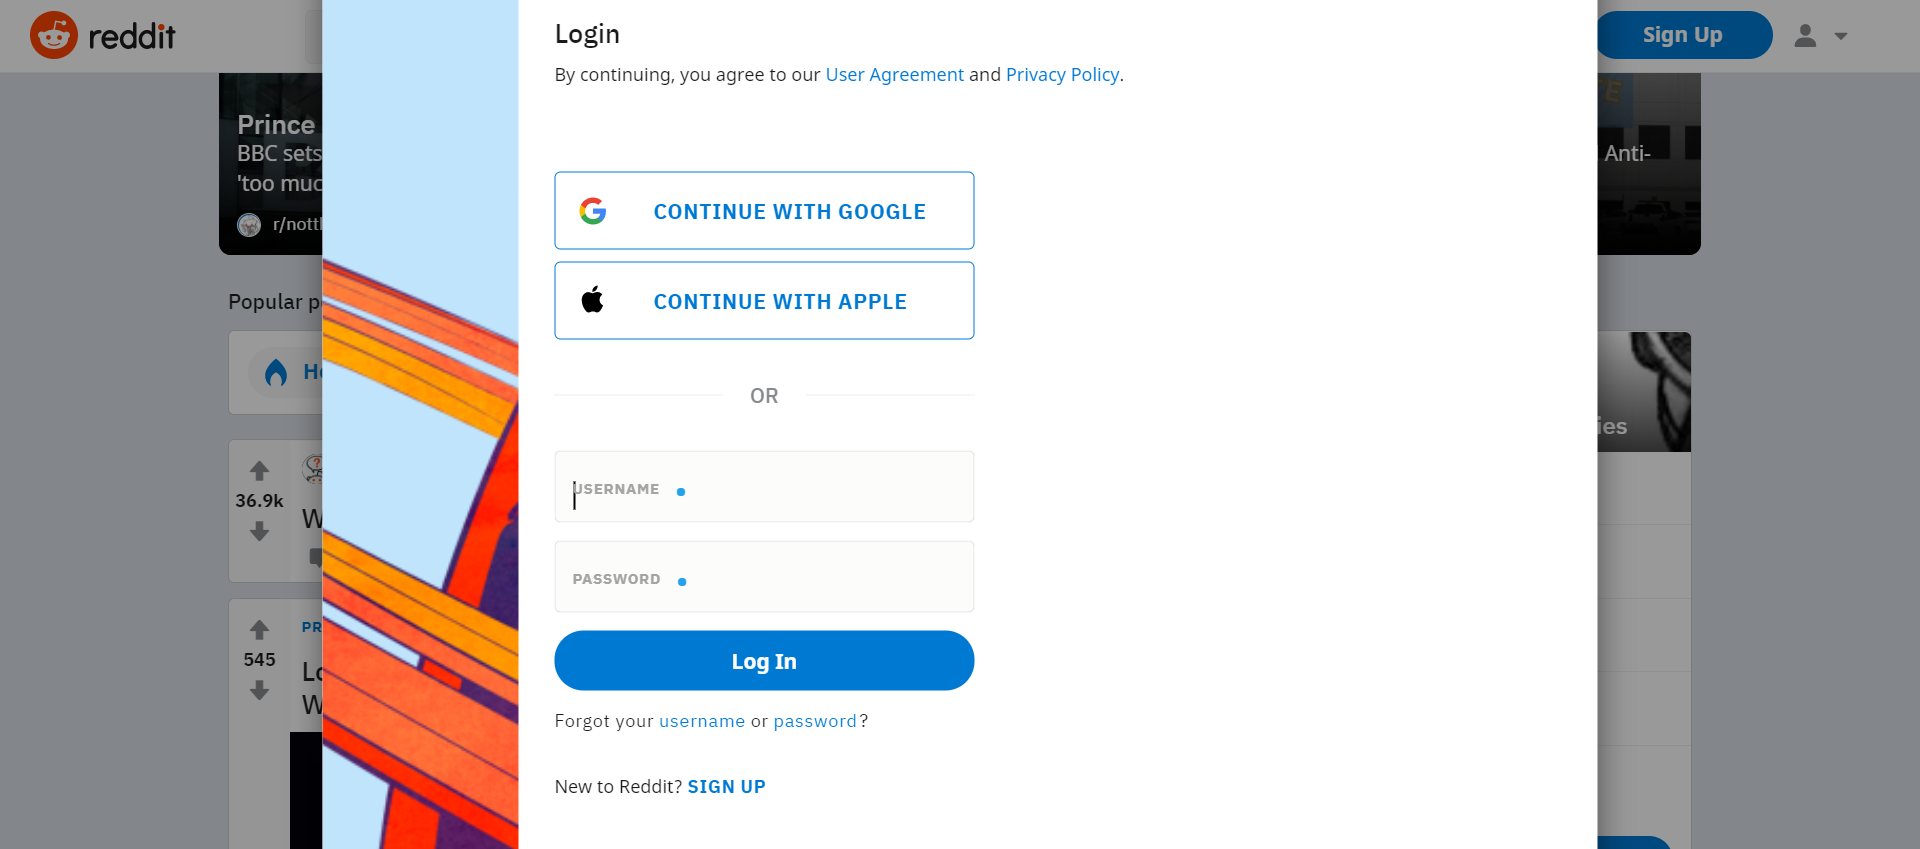 reddit
Sign Up
Login
By continuing, you agree to our User Agreement and Privacy Policy.
Prince
BBC sets
'too muc
r/nott
Anti-
CONTINUE WITH GOOGLE
CONTINUE WITH APPLE
Popular p
OR
ies
USERNAME
36.9k
W
PASSWORD
PR
545
Lo
W
Log In
Forgot your username or password?
New to Reddit? SIGN UP